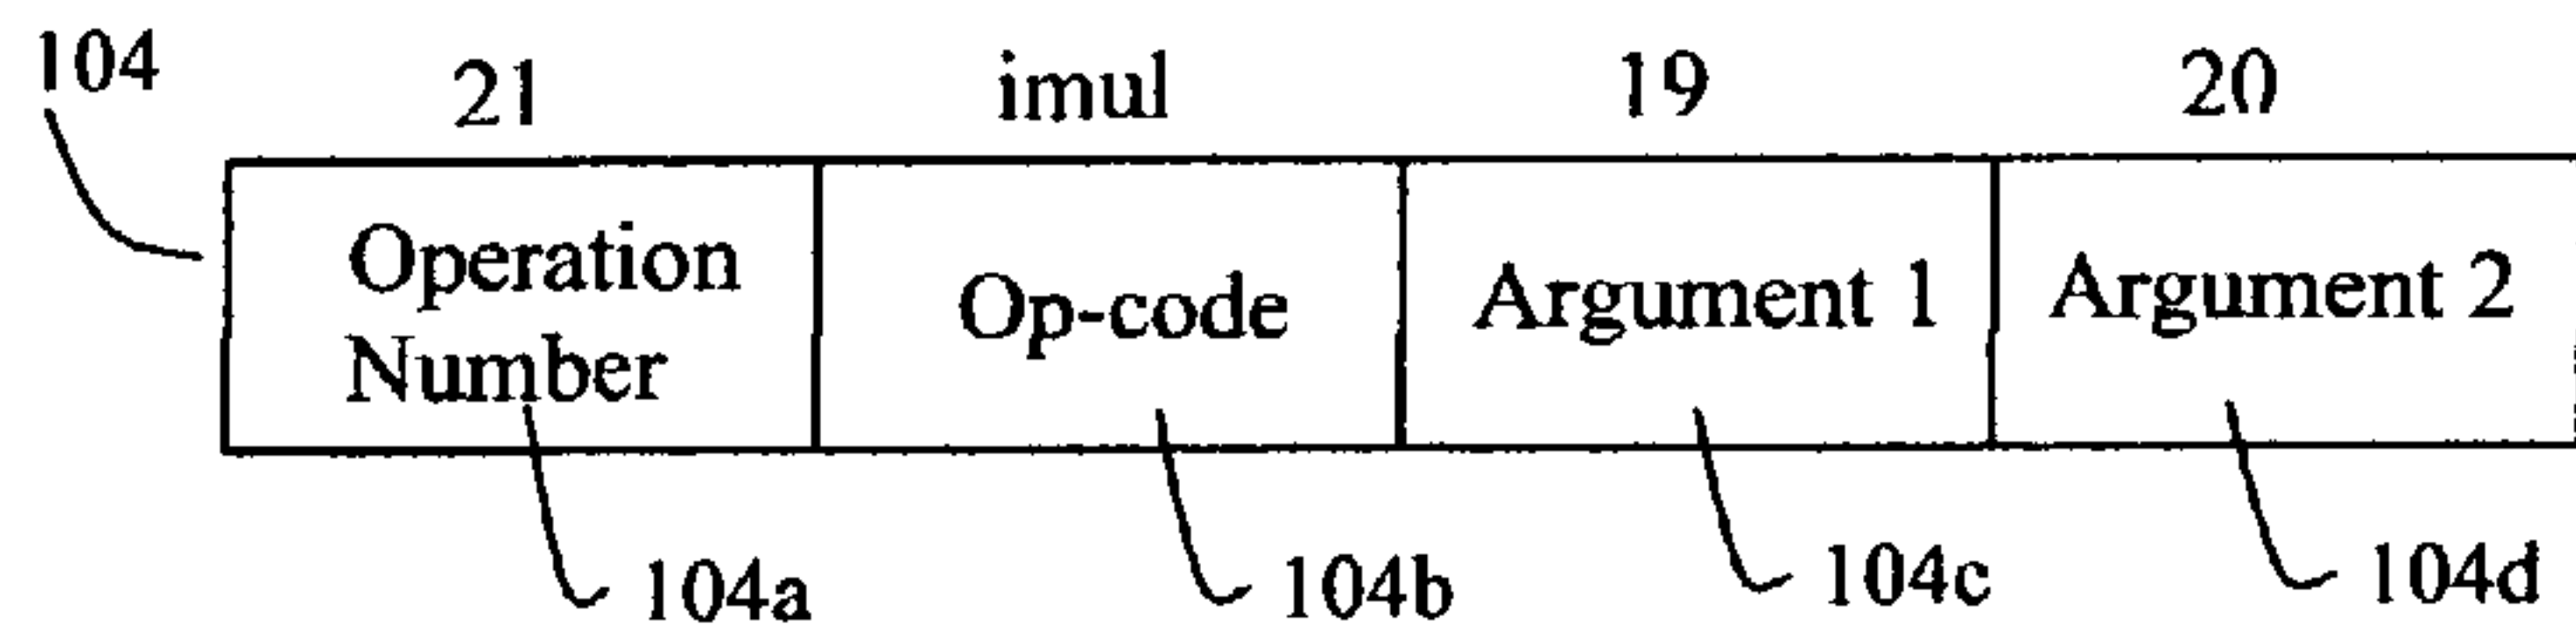 104
21 imul 19 20
Operation Number
Op-code
Argument 1
Argument 2
104a 104b 104c 104d